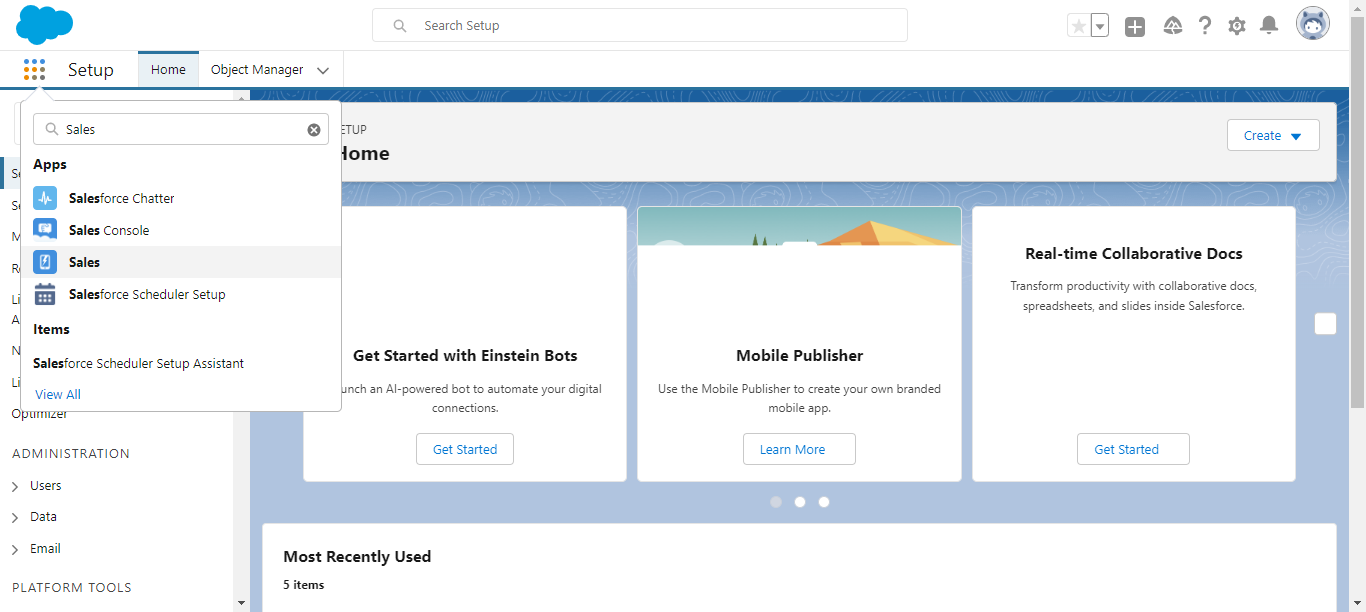 Search Setup
Setup
Home
Object Manager
Sales
Apps
Salesforce Chatter
Sales Console
Sales
Salesforce Scheduler Setup
Items
Salesforce Scheduler Setup Assistant
View All
Optimizer
ADMINISTRATION
Users
Data
Email
PLATFORM TOOLS
Home
Create
Get Started with Einstein Bots
an AI-powered bot to automate your digital
connections.
Get Started
Mobile Publisher
Use the Mobile Publisher to create your own branded
mobile app.
Learn More
Real-time Collaborative Docs
Transform productivity with collaborative docs,
spreadsheets, and slides inside Salesforce.
Get Started
Most Recently Used
5 items